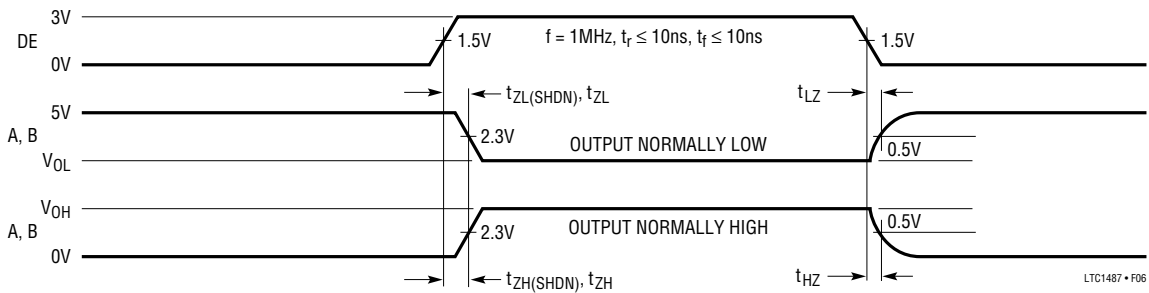 3V
DE
0V
1.5V
f = 1MHz, tr ≤ 10ns, tf ≤ 10ns
1.5V
tZL(SHDN), tZL
tLZ
5V
A, B
VOL
2.3V
OUTPUT NORMALLY LOW
0.5V
VOH
A, B
0V
2.3V
OUTPUT NORMALLY HIGH
0.5V
tZH(SHDN), tZH
tHZ
LTC1487 • F06